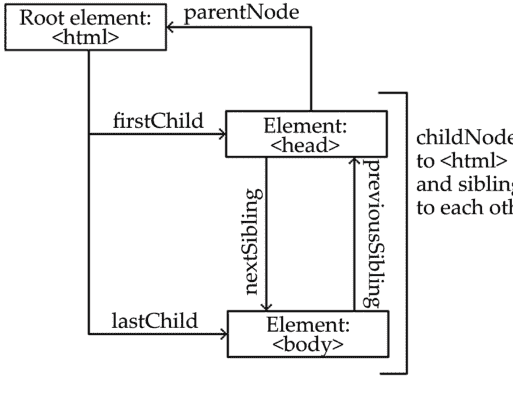 Root element:
<html>
parentNode
firstChild
Element:
<head>
childNode
to <html>
and sibling
to each oth
nextSibling
previousSibling
lastChild
Element:
<body>